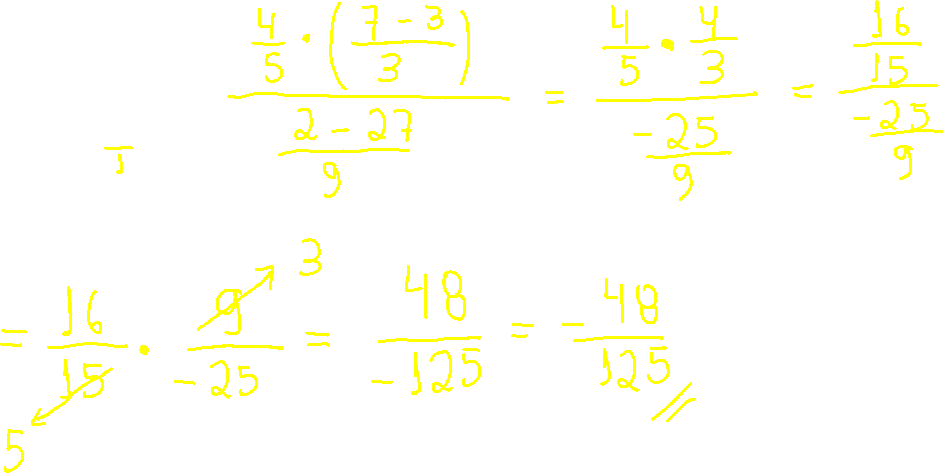 4/5 · ((7 - 3)/3) / ((2 - 27)/9) = (4/5 · 4/3) / (-25/9) = (16/15) / (-25/9)
= 16/15 · 9/-25 = 48/-125 = -48/125
3
5